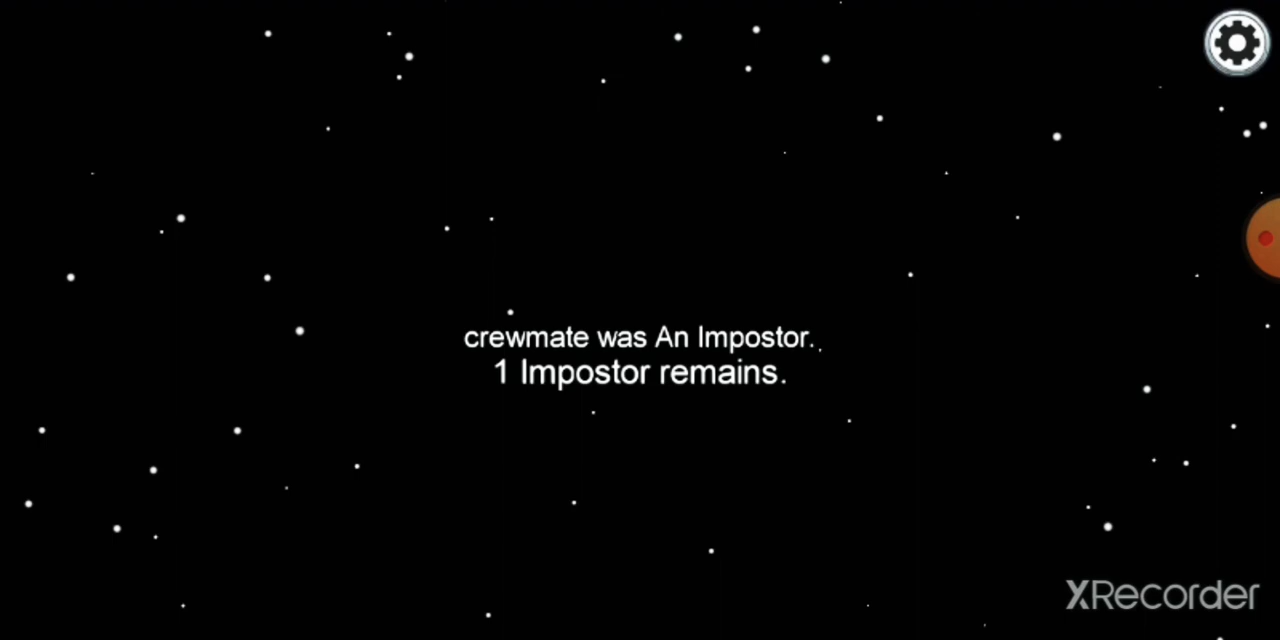 crewmate was An Impostor.
1 Impostor remains.
XRecorder